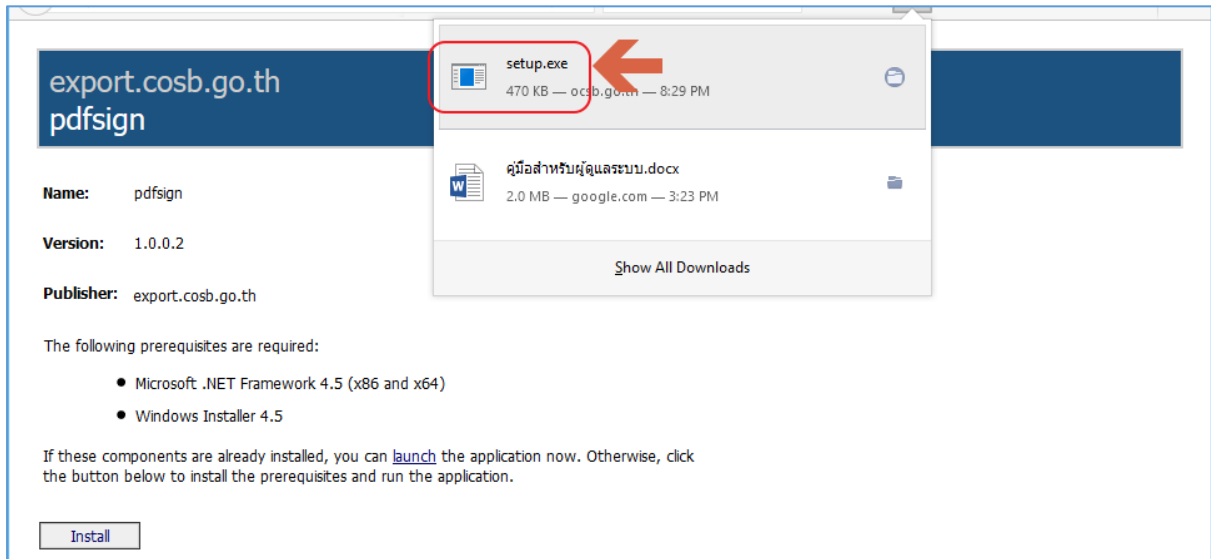 export.cosb.go.th
pdfsign
Name: pdfsign
Version: 1.0.0.2
Publisher: export.cosb.go.th
The following prerequisites are required:
• Microsoft .NET Framework 4.5 (x86 and x64)
• Windows Installer 4.5
If these components are already installed, you can launch the application now. Otherwise, click
the button below to install the prerequisites and run the application.
Install
setup.exe
470 KB — ocsb.go.th — 8:29 PM
คู่มือสำหรับผู้ดูแลระบบ.docx
2.0 MB — google.com — 3:23 PM
Show All Downloads